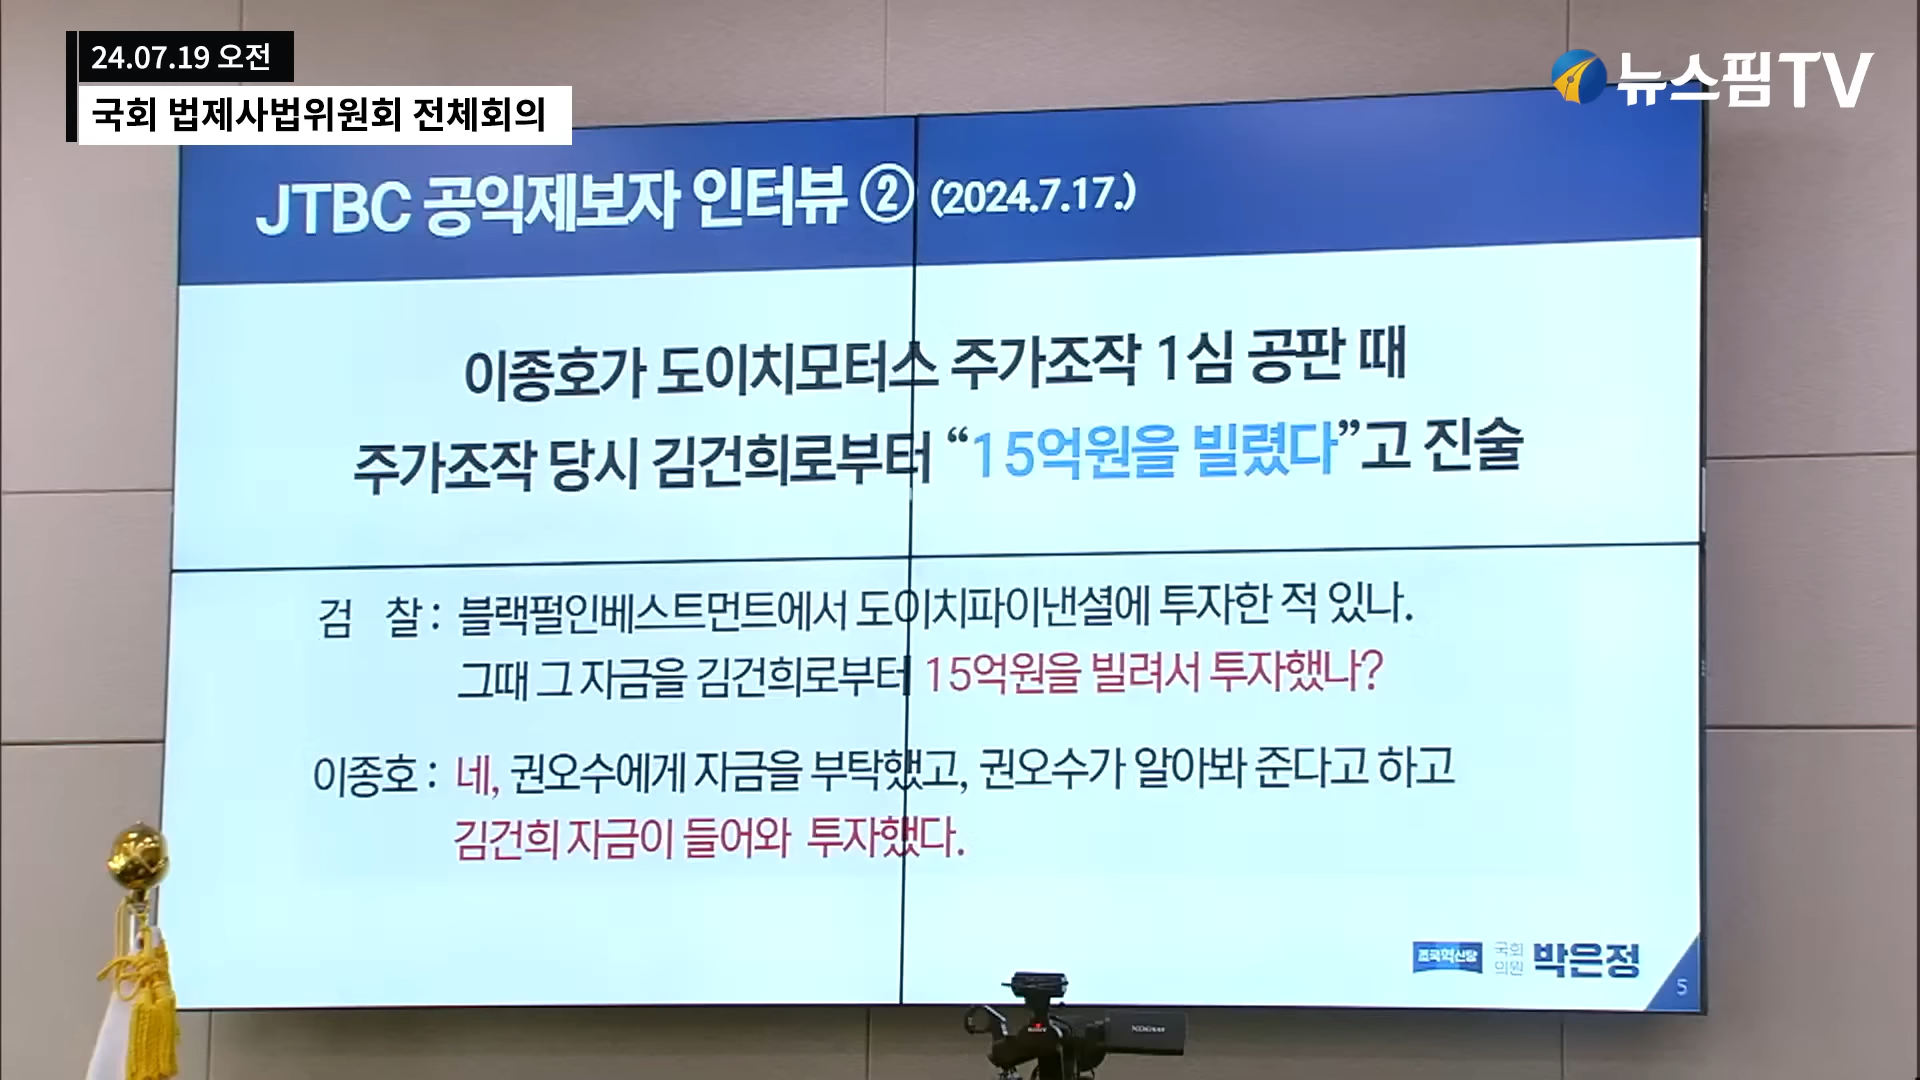 24.07.19 오전
국회 법제사법위원회 전체회의
뉴스핌TV
JTBC 공익제보자 인터뷰 ② (2024.7.17.)
이종호가 도이치모터스 주가조작 1심 공판 때
주가조작 당시 김건희로부터 “15억원을 빌렸다”고 진술
검 찰 : 블랙펄인베스트먼트에서 도이치파이낸셜에 투자한 적 있나.
그때 그 자금을 김건희로부터 15억원을 빌려서 투자했나?
이종호 : 네, 권오수에게 자금을 부탁했고, 권오수가 알아봐 준다고 하고
김건희 자금이 들어와 투자했다.
조국혁신당 국회의원 박은정
5